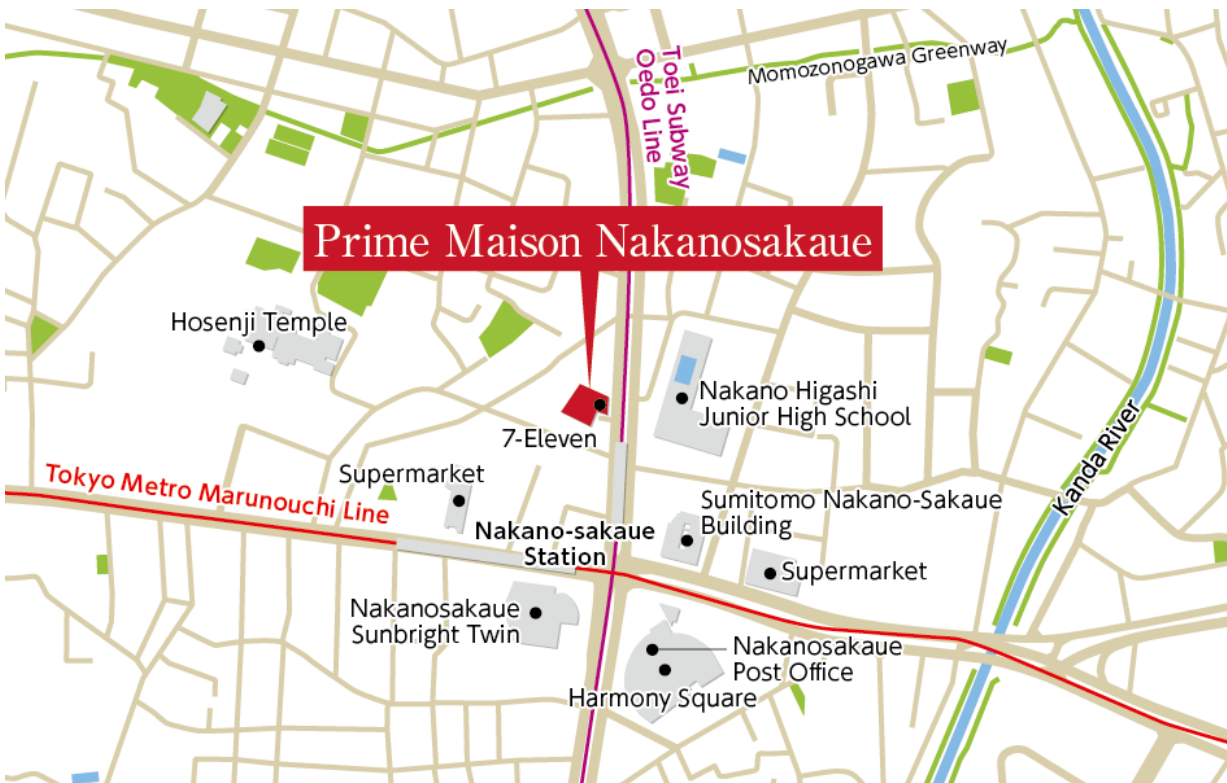 Toei Subway
Oedo Line
Momozonogawa Greenway
Prime Maison Nakanosakaue
Hosenji Temple
7-Eleven
Nakano Higashi
Junior High School
Tokyo Metro Marunouchi Line
Supermarket
Nakano-sakaue
Station
Sumitomo Nakano-Sakaue
Building
Kanda River
Supermarket
Nakanosakaue
Sunbright Twin
Nakanosakaue
Post Office
Harmony Square